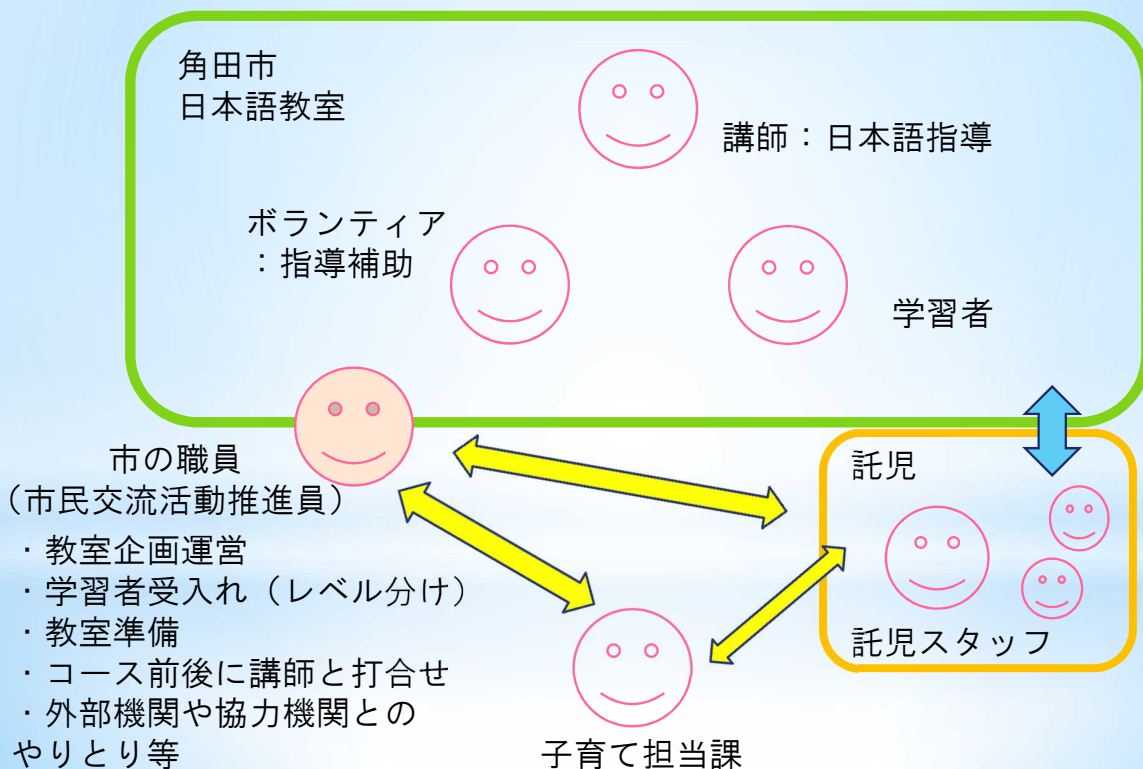 角田市
日本語教室
講師：日本語指導
ボランティア
：指導補助
学習者
市の職員
（市民交流活動推進員）
・教室企画運営
・学習者受入れ（レベル分け）
・教室準備
・コース前後に講師と打合せ
・外部機関や協力機関との
やりとり等
託児
託児スタッフ
子育て担当課